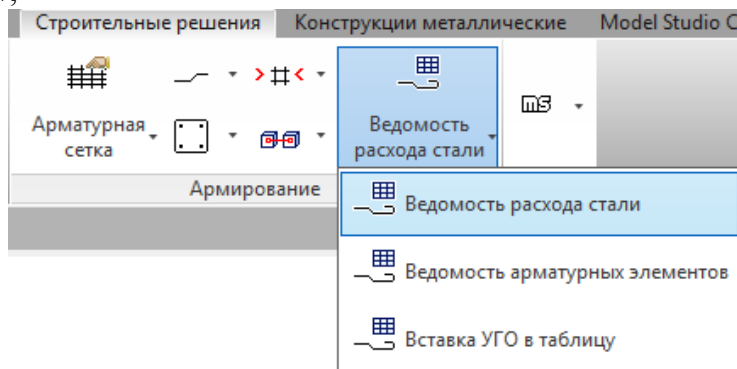 Строительные решения Конструкции металлические Model Studio C
Арматурная
сетка
Ведомость
расхода стали
ms
Армирование
Ведомость расхода стали
Ведомость арматурных элементов
Вставка УГО в таблицу